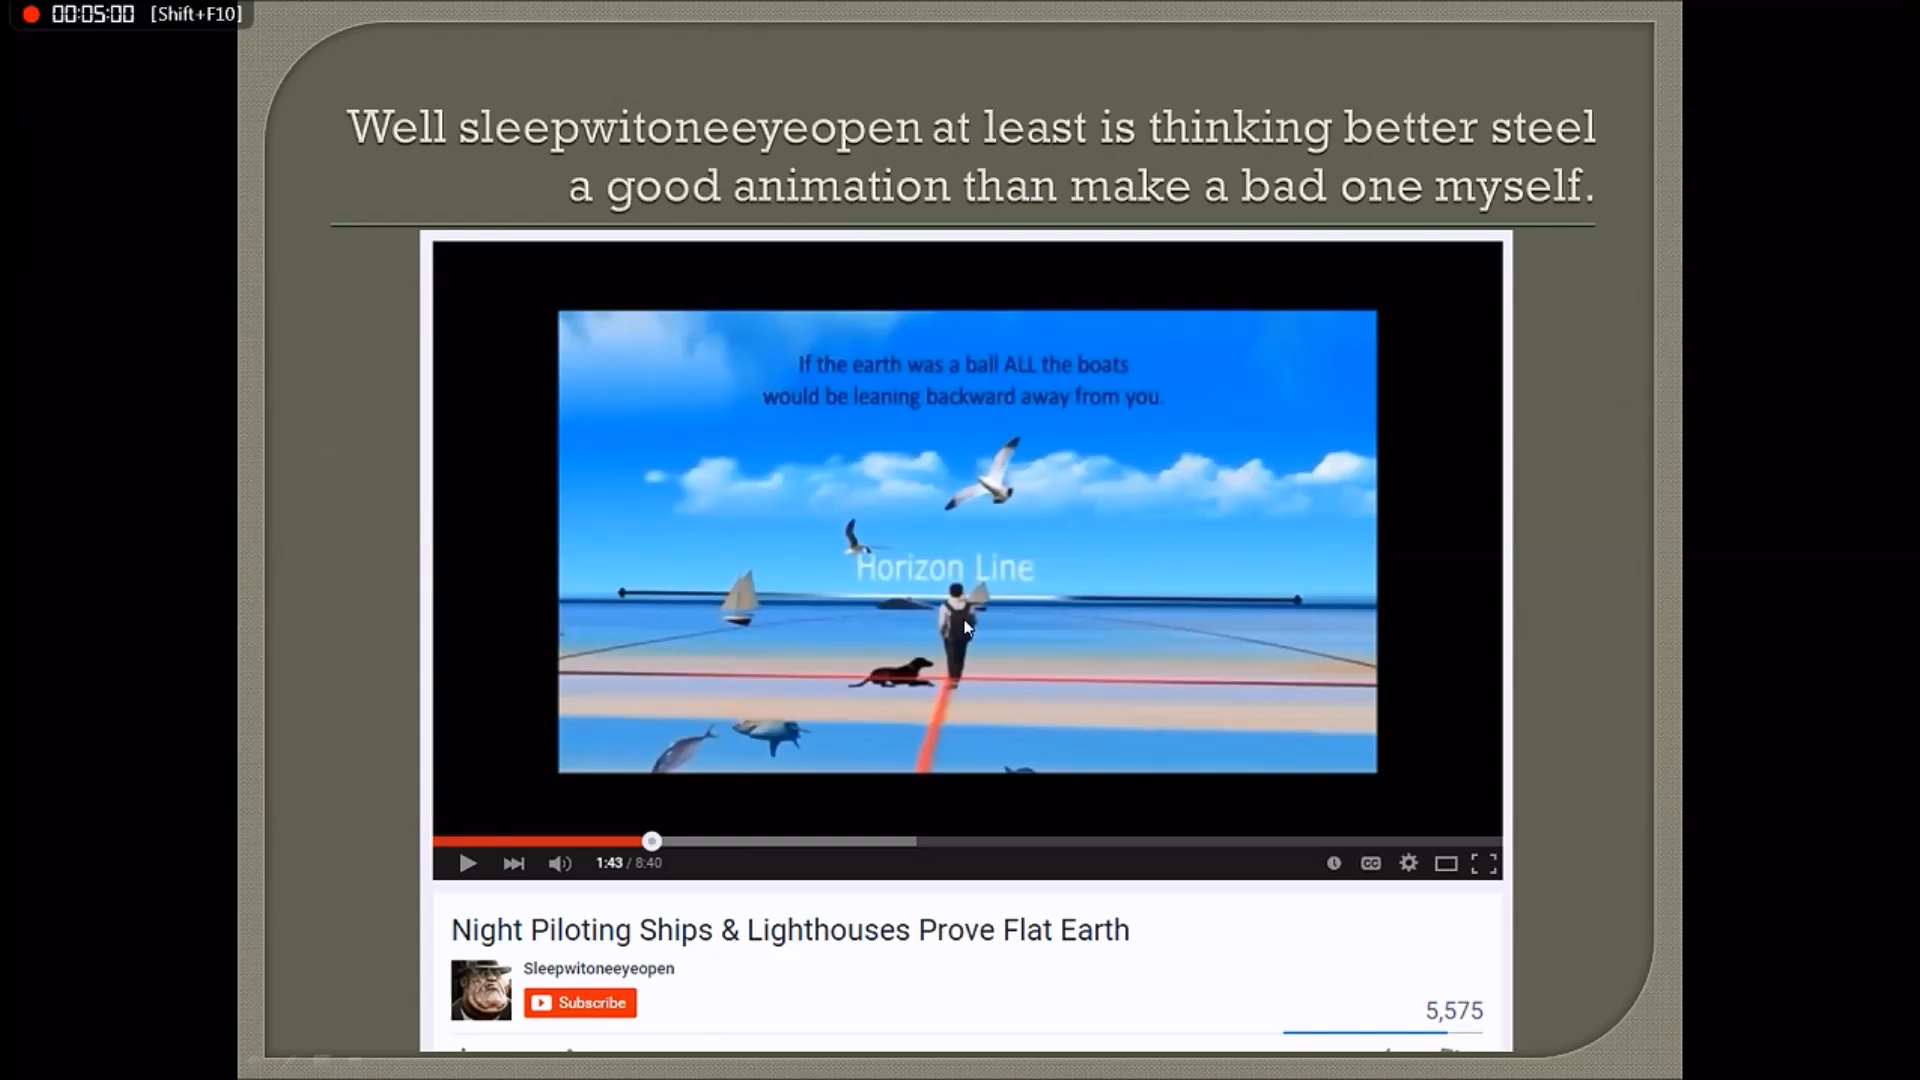 00:05:00 [Shift+F10]
Well sleepwitoneeyeopen at least is thinking better steel
a good animation than make a bad one myself.
If the earth was a ball ALL the boats
would be leaning backward away from you.
Horizon Line
1:43 / 8:40
CC
Night Piloting Ships & Lighthouses Prove Flat Earth
Sleepwitoneeyeopen
Subscribe
5,575